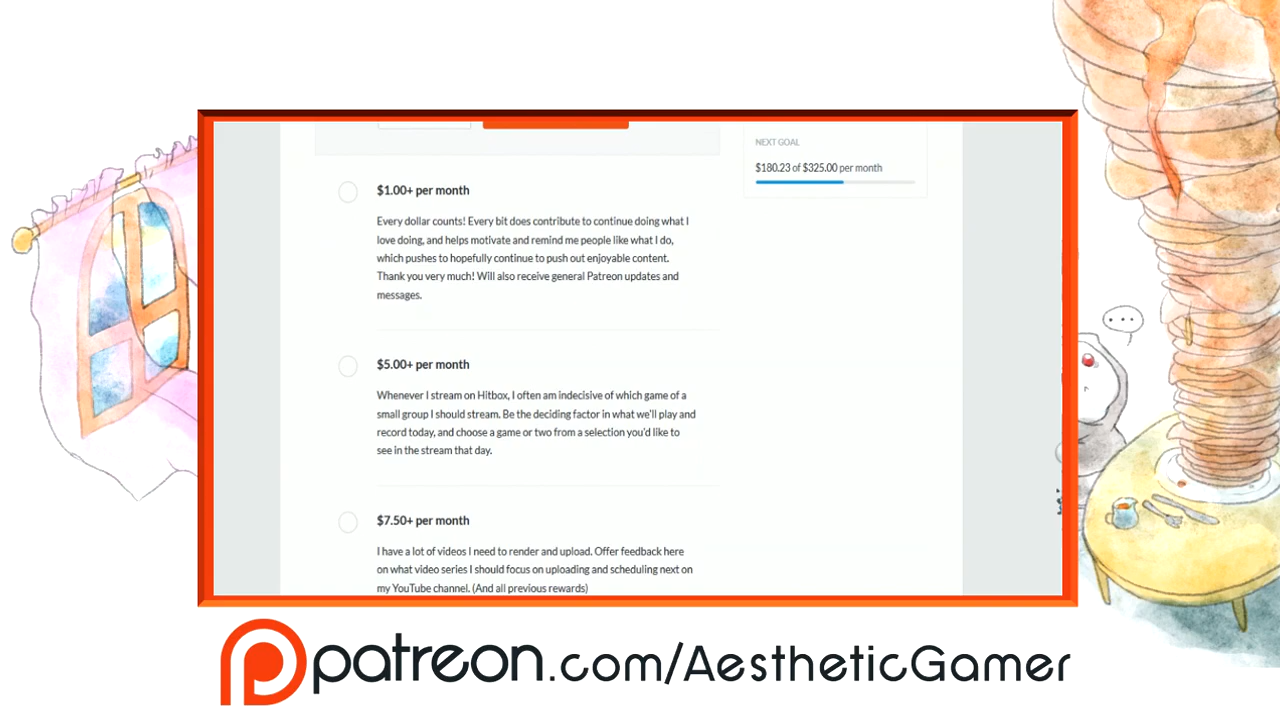 NEXT GOAL
$180.23 of $325.00 per month
$1.00+ per month
Every dollar counts! Every bit does contribute to continue doing what I
love doing, and helps motivate and remind me people like what I do,
which pushes to hopefully continue to push out enjoyable content.
Thank you very much! Will also receive general Patreon updates and
messages.
$5.00+ per month
Whenever I stream on Hitbox, I often am indecisive of which game of a
small group I should stream. Be the deciding factor in what we'll play and
record today, and choose a game or two from a selection you'd like to
see in the stream that day.
$7.50+ per month
I have a lot of videos I need to render and upload. Offer feedback here
on what video series I should focus on uploading and scheduling next on
my YouTube channel. (And all previous rewards)
...
patreon.com/AestheticGamer